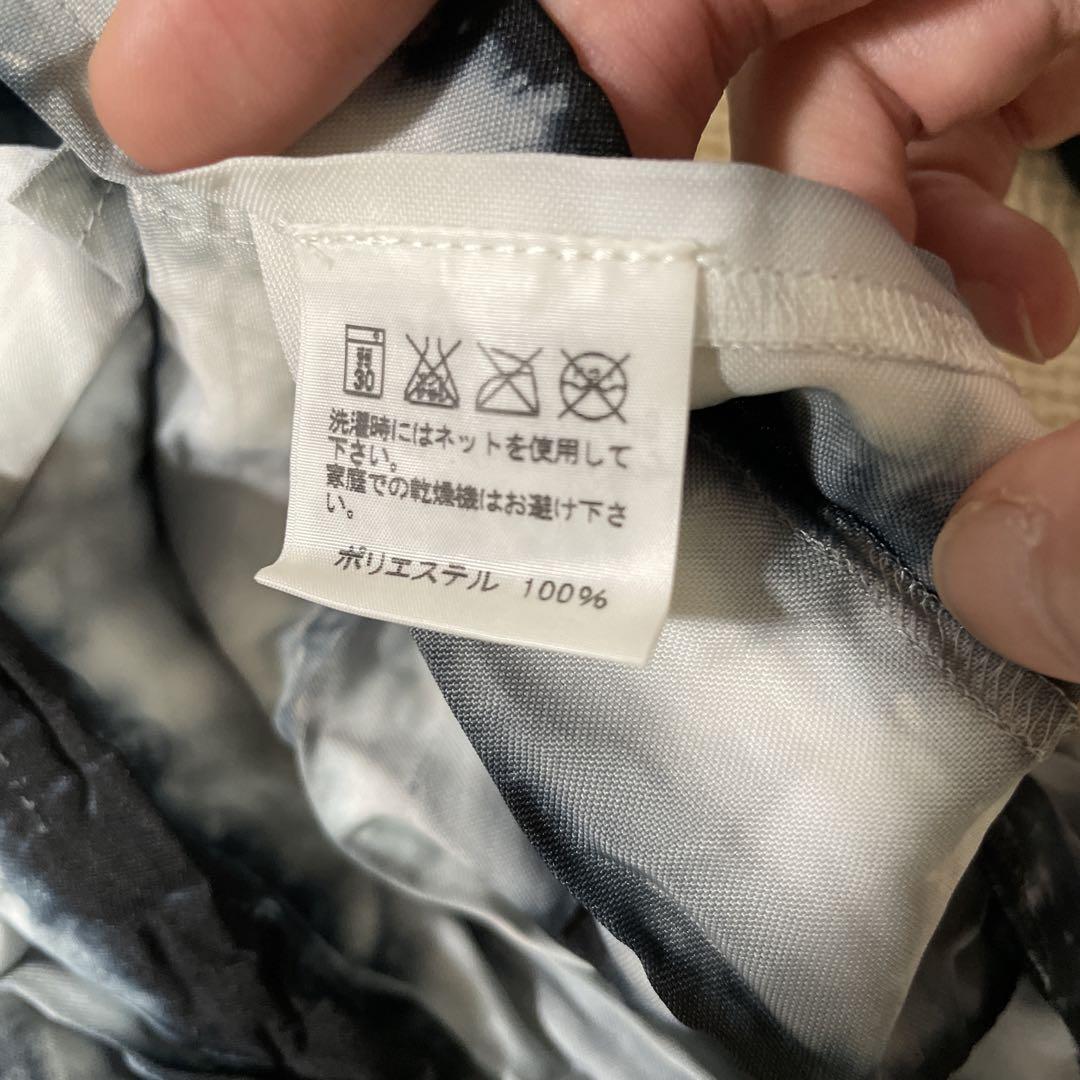 弱
30
洗濯時にはネットを使用して
下さい。
家庭での乾燥機はお避け下さ
い。
ポリエステル 100%